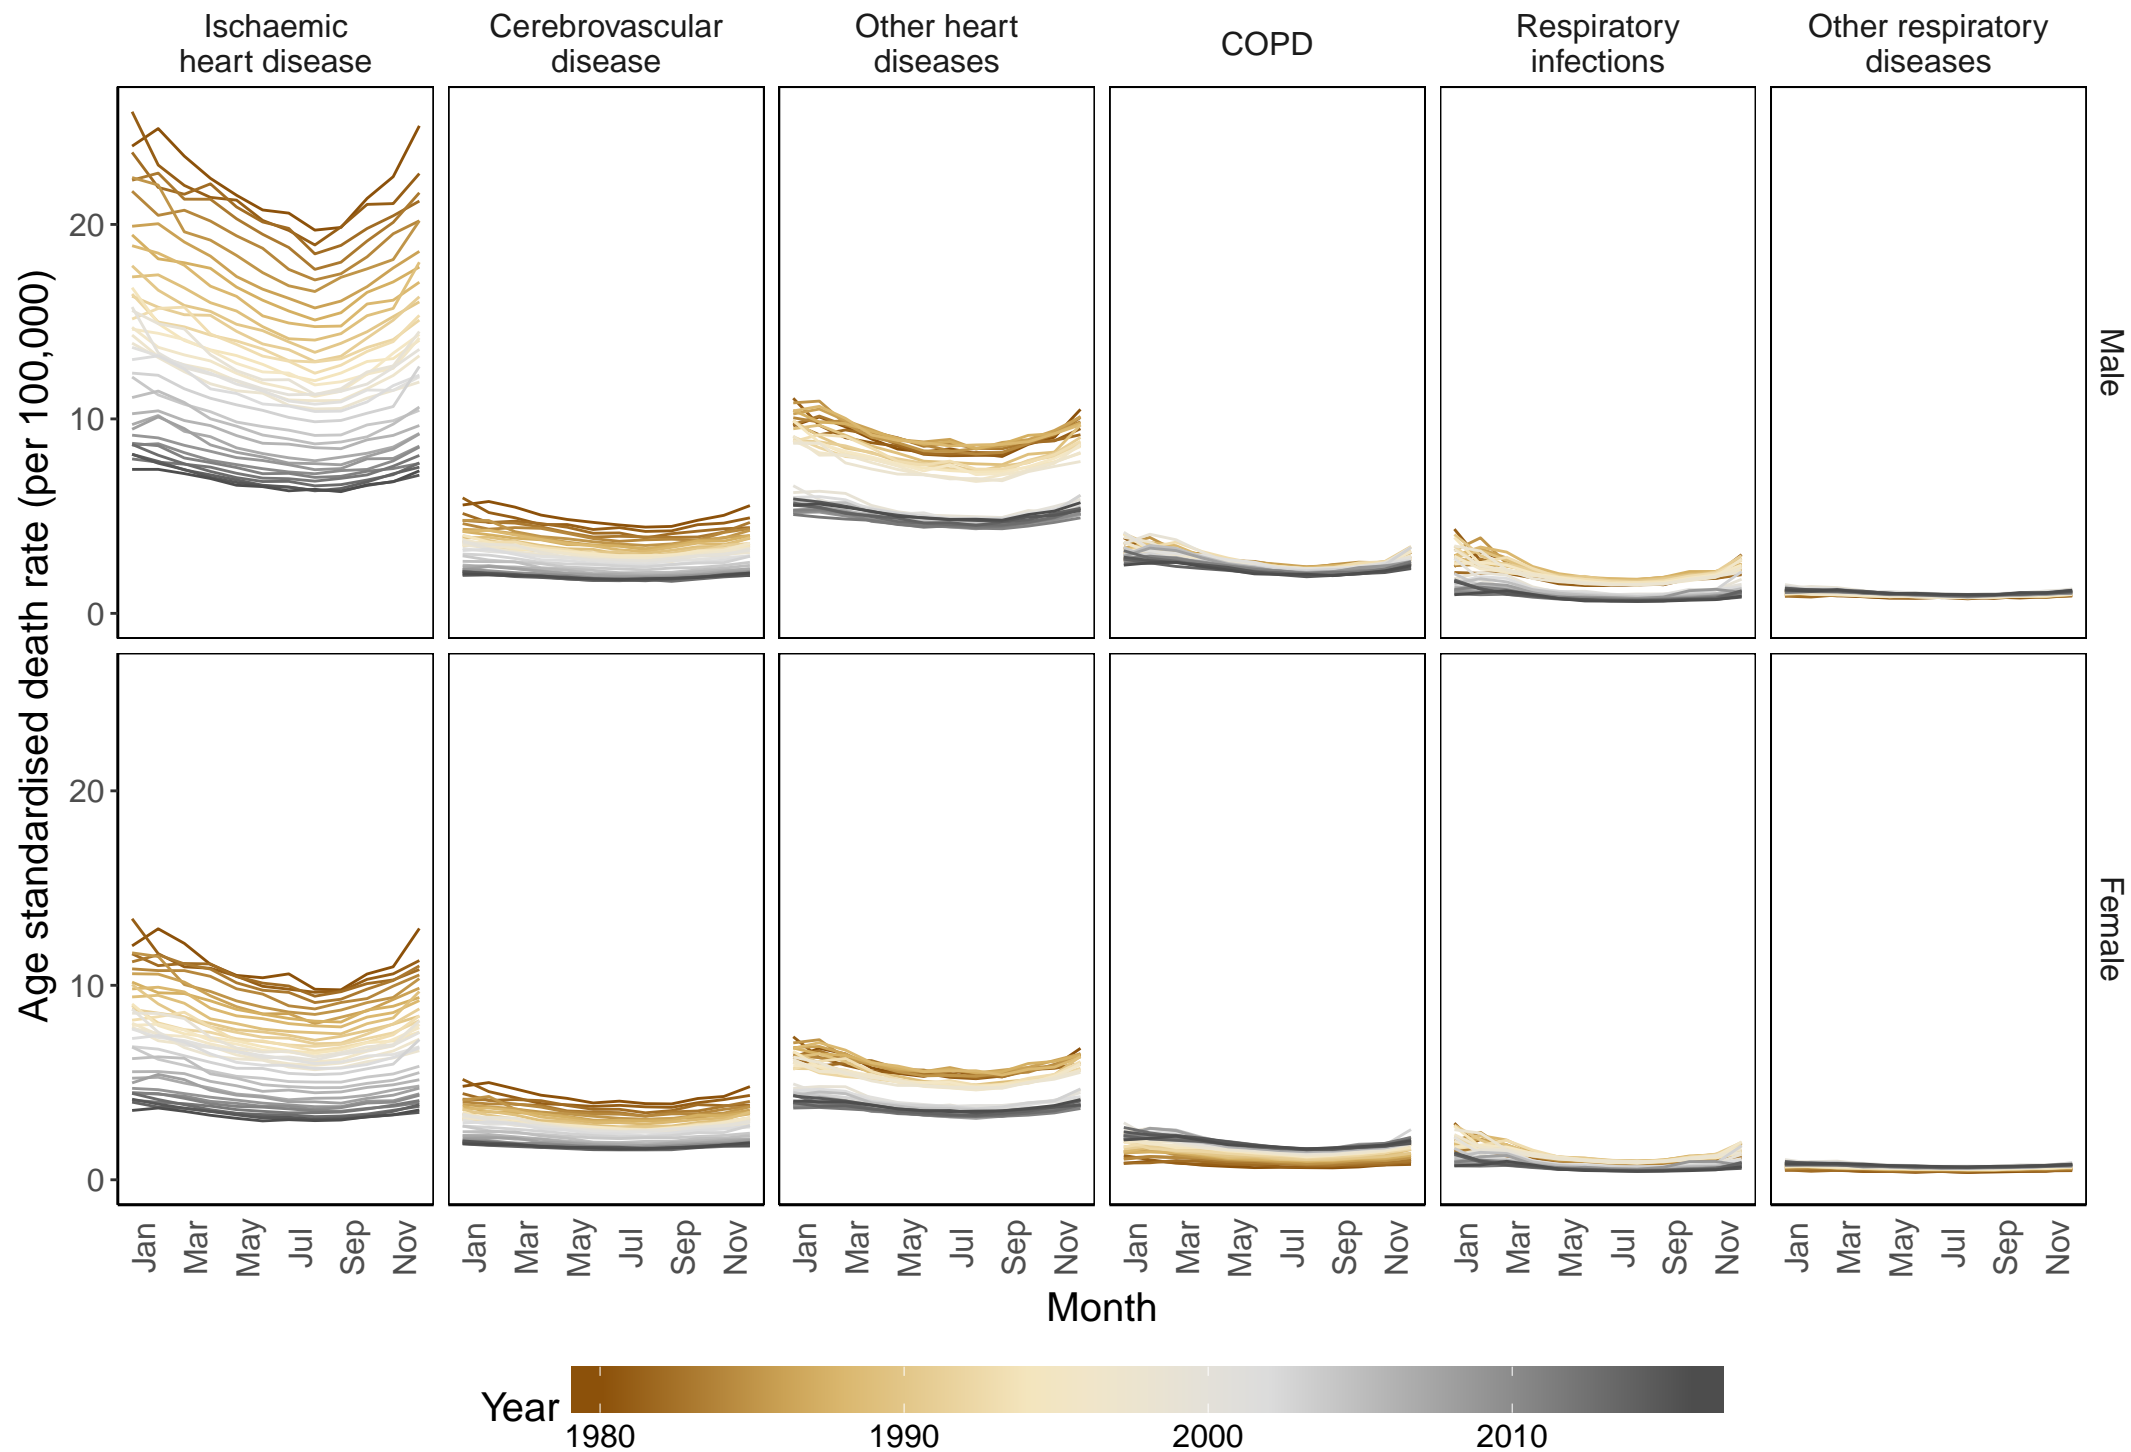 Ischaemic
heart disease
Cerebrovascular
disease
Other heart
diseases
COPD
Respiratory
infections
Other respiratory
diseases
Age standardised death rate (per 100,000)
20
10
0
Male
20
10
0
Female
Jan Mar May Jul Sep Nov
Jan Mar May Jul Sep Nov
Jan Mar May Jul Sep Nov
Jan Mar May Jul Sep Nov
Jan Mar May Jul Sep Nov
Jan Mar May Jul Sep Nov
Month
Year
1980 1990 2000 2010